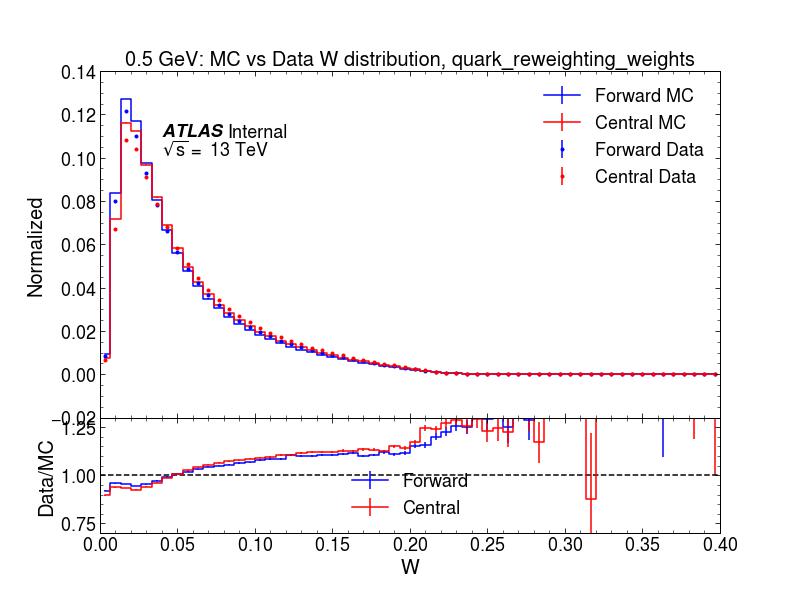 0.5 GeV: MC vs Data W distribution, quark_reweighting_weights
0.14
0.12
0.10
0.08
0.06
0.04
0.02
0.00
−0.02
Normalized
ATLAS Internal
√s = 13 TeV
Forward MC
Central MC
Forward Data
Central Data
1.25
1.00
0.75
Data/MC
Forward
Central
0.00 0.05 0.10 0.15 0.20 0.25 0.30 0.35 0.40
W